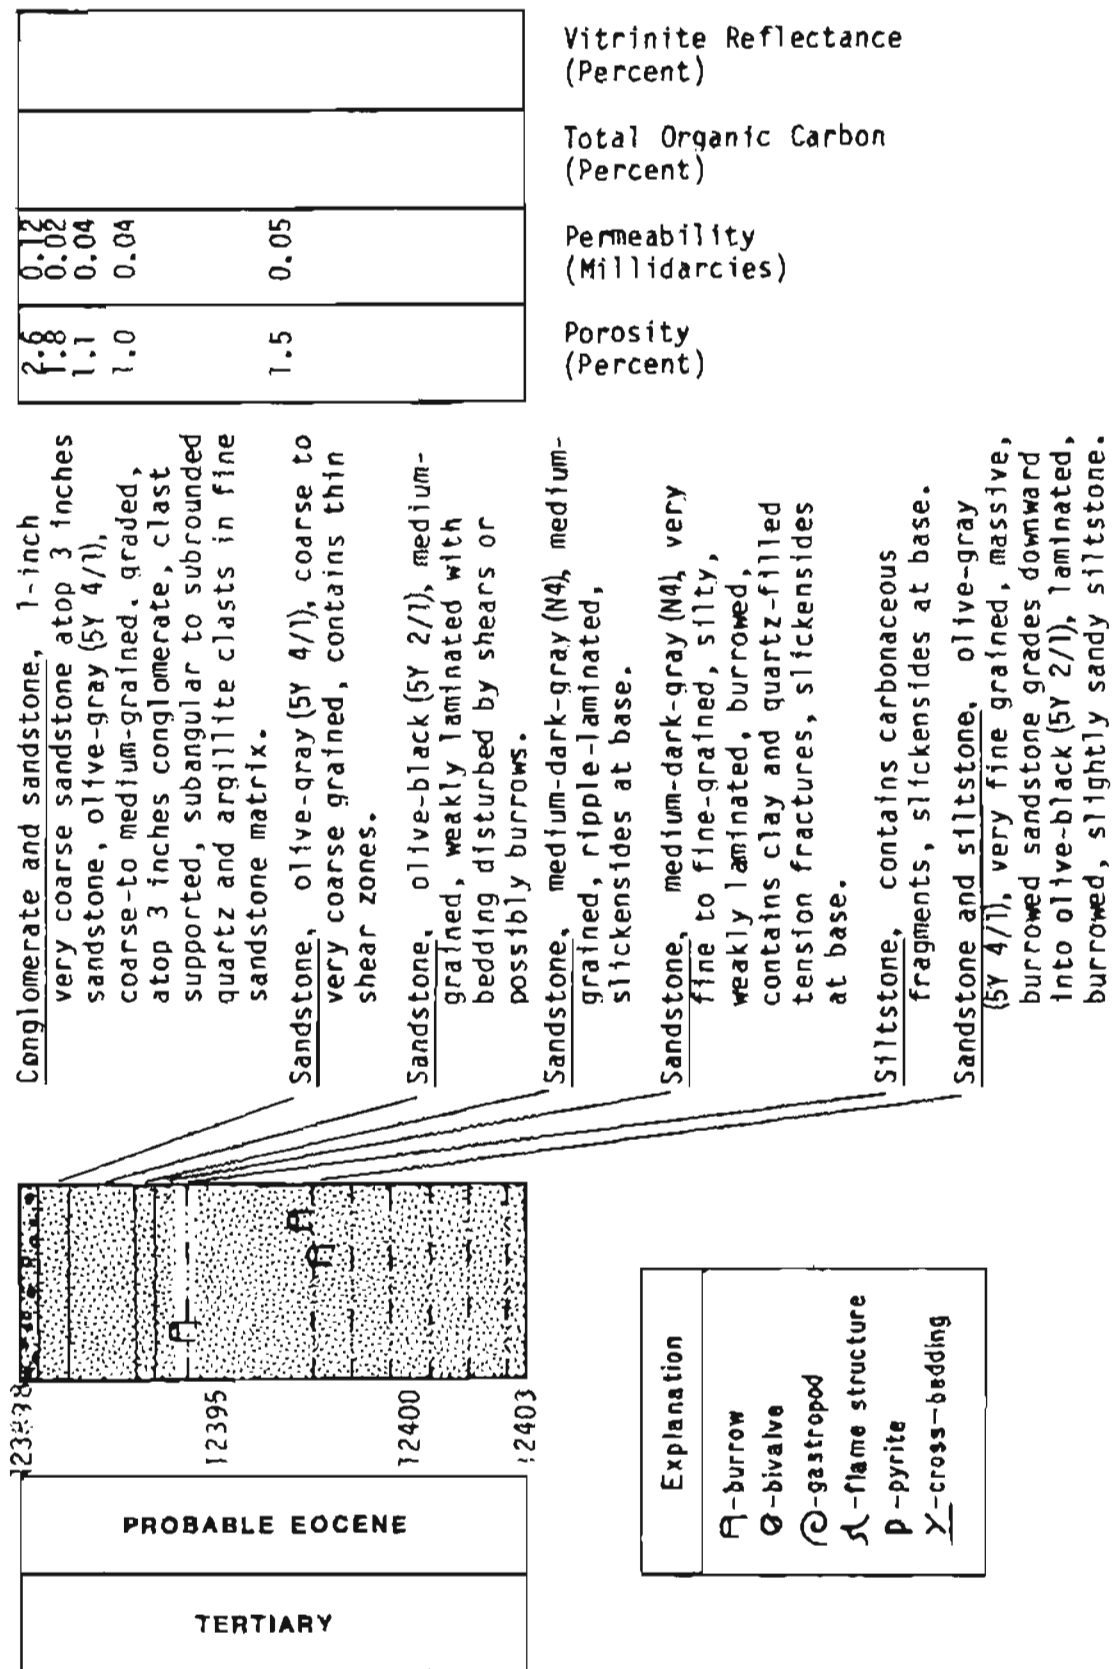 Vitrinite Reflectance
(Percent)
Total Organic Carbon
(Percent)
Permeability
(Millidarcies)
Porosity
(Percent)
0.12
0.02
0.04
0.04
0.05
2.6
1.8
1.1
1.0
1.5
Conglomerate and sandstone, 1-inch
very coarse sandstone atop 3 inches
sandstone, olive-gray (5Y 4/1),
coarse-to medium-grained, graded,
atop 3 inches conglomerate, clast
supported, subangular to subrounded
quartz and argillite clasts in fine
sandstone matrix.
Sandstone, olive-gray (5Y 4/1), coarse to
very coarse grained, contains thin
shear zones.
Sandstone, olive-black (5Y 2/1), medium-
grained, weakly laminated with
bedding disturbed by shears or
possibly burrows.
Sandstone, medium-dark-gray (N4), medium-
grained, ripple-laminated,
slickensides at base.
Sandstone, medium-dark-gray (N4), very
fine to fine-grained, silty,
weakly laminated, burrowed,
contains clay and quartz-filled
tension fractures, slickensides
at base.
Siltstone, contains carbonaceous
fragments, slickensides at base.
Sandstone and siltstone, olive-gray
(5Y 4/1), very fine grained, massive,
burrowed sandstone grades downward
into olive-black (5Y 2/1), laminated,
burrowed, slightly sandy siltstone.
12395
12400
12403
PROBABLE EOCENE
TERTIARY
Explanation
-burrow
-bivalve
-gastropod
-flame structure
P-pyrite
-cross-bedding